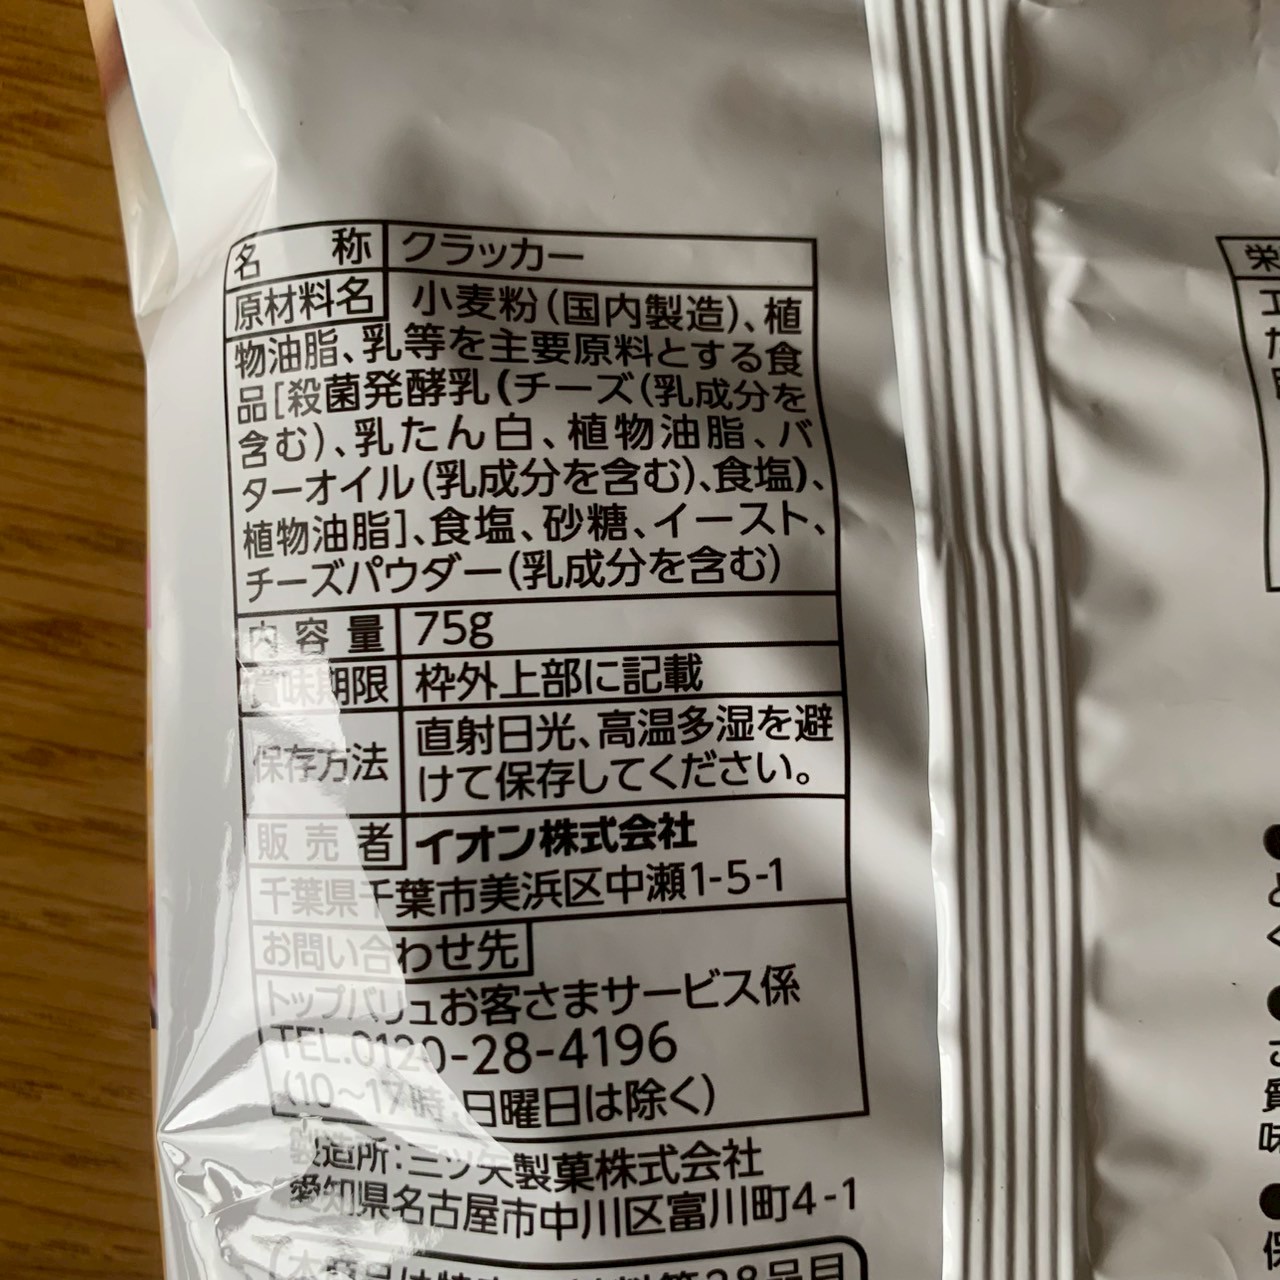 名 称 クラッカー
原材料名 小麦粉(国内製造)、植
物油脂、乳等を主要原料とする食
品[殺菌発酵乳(チーズ(乳成分を
含む)、乳たん白、植物油脂、バ
ターオイル(乳成分を含む)、食塩)、
植物油脂]、食塩、砂糖、イースト、
チーズパウダー(乳成分を含む)
内容量 75g
賞味期限 枠外上部に記載
保存方法 直射日光、高温多湿を避
けて保存してください。
販売者 イオン株式会社
千葉県千葉市美浜区中瀬1-5-1
お問い合わせ先
トップバリュお客さまサービス係
TEL.0120-28-4196
(10~17時 日曜日は除く)
製造所:三ツ矢製菓株式会社
愛知県名古屋市中川区富川町4-1
28品目
栄